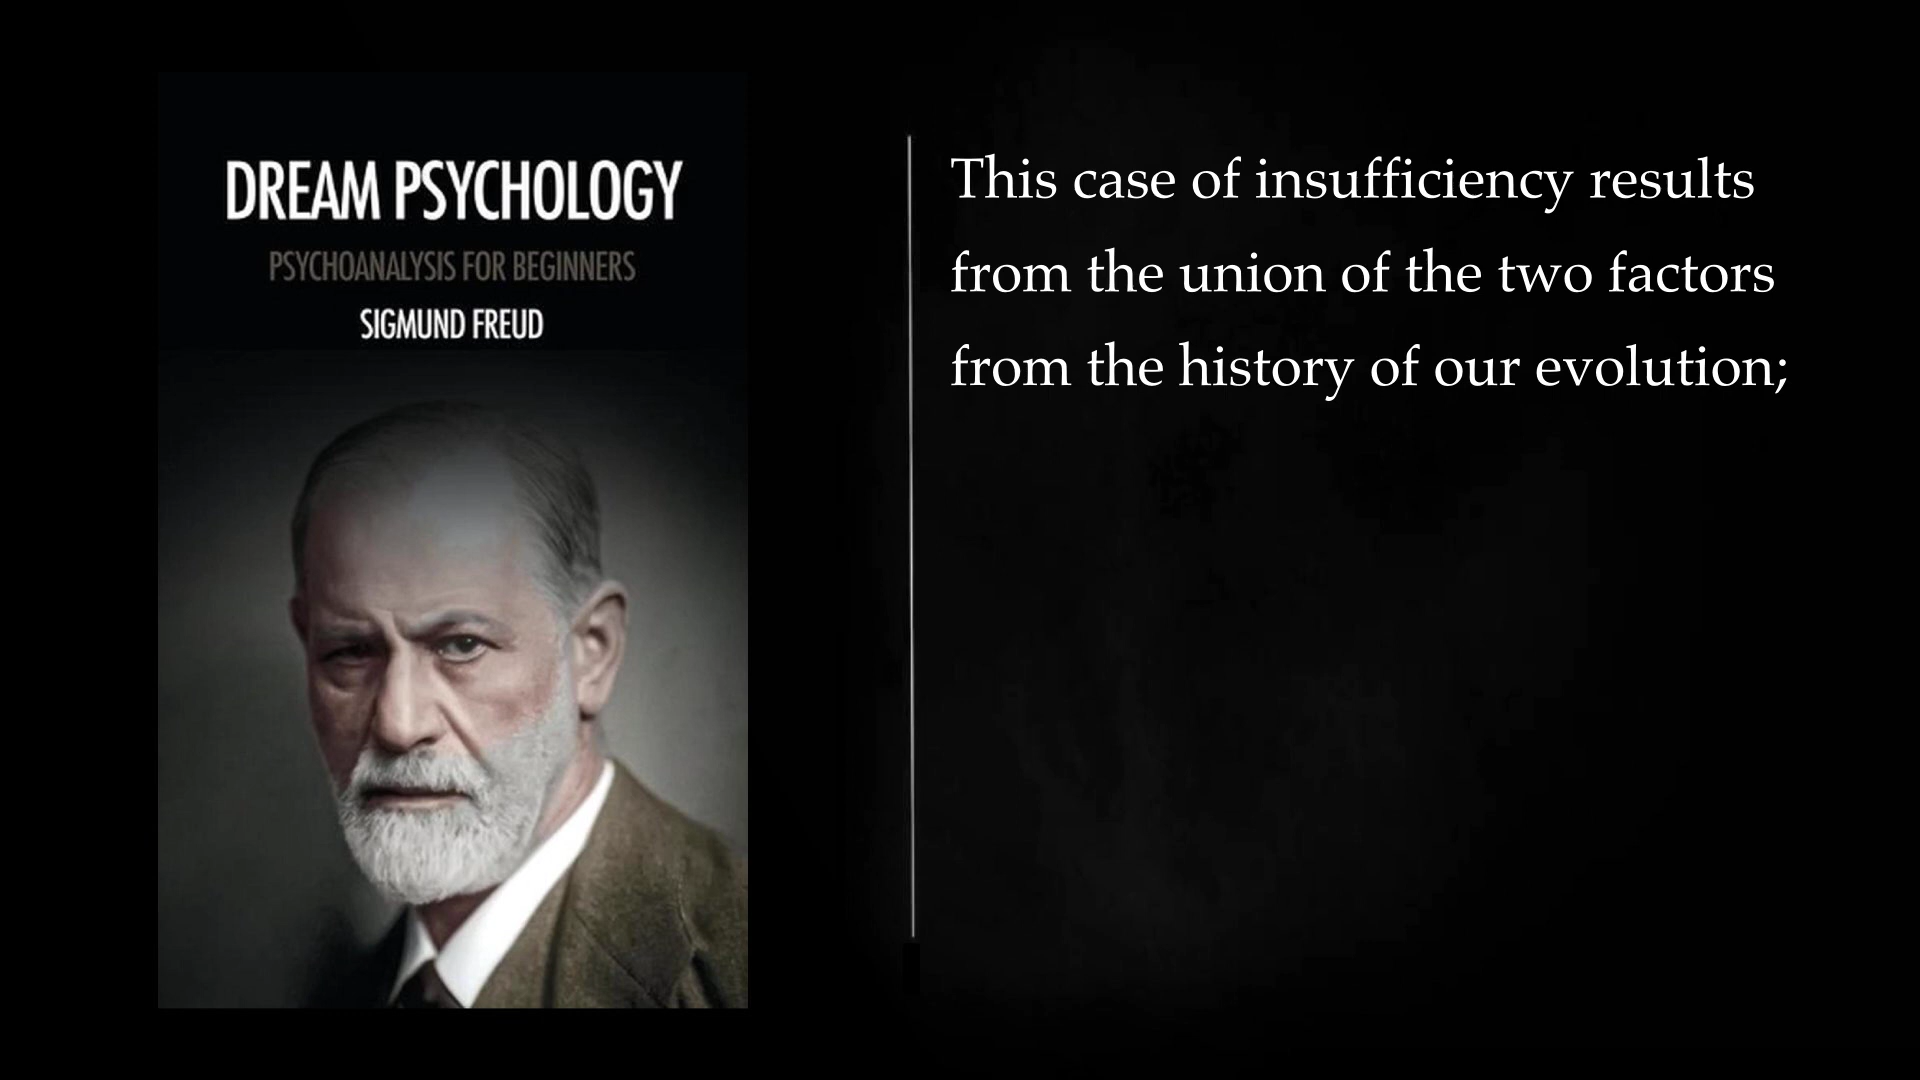 DREAM PSYCHOLOGY
PSYCHOANALYSIS FOR BEGINNERS
SIGMUND FREUD
This case of insufficiency results
from the union of the two factors
from the history of our evolution;